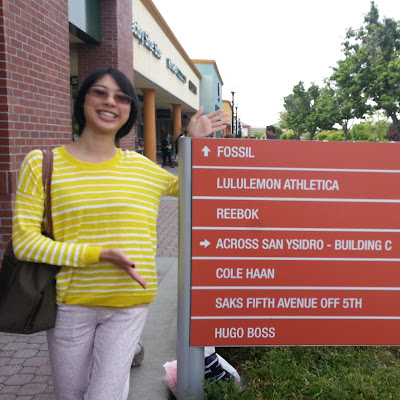 ↑ FOSSIL
LULULEMON ATHLETICA
REEBOK
→ ACROSS SAN YSIDRO - BUILDING C
COLE HAAN
SAKS FIFTH AVENUE OFF 5TH
HUGO BOSS